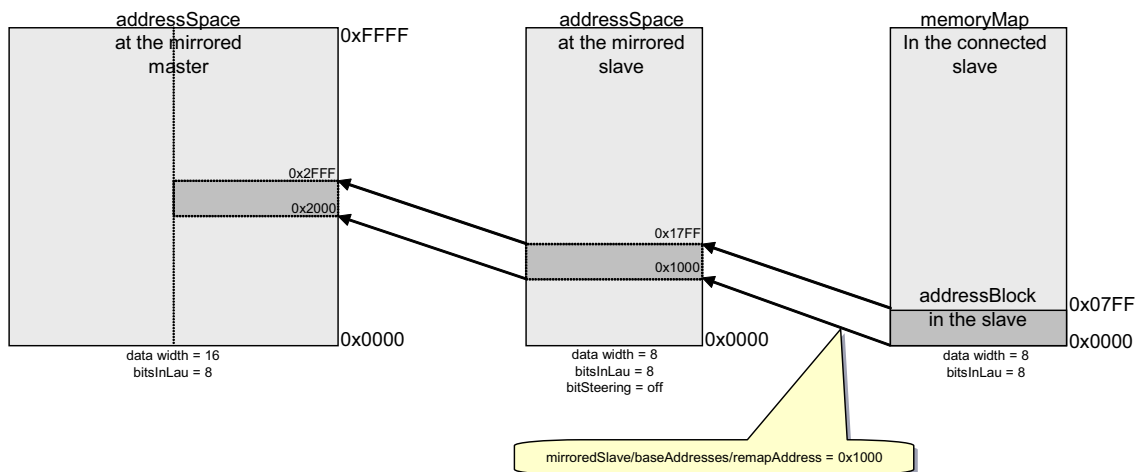 addressSpace
at the mirrored
master
0xFFFF
0x2FFF
0x2000
0x0000
data width = 16
bitsInLau = 8
addressSpace
at the mirrored
slave
0x17FF
0x1000
0x0000
data width = 8
bitsInLau = 8
bitSteering = off
memoryMap
In the connected
slave
addressBlock
in the slave
0x07FF
0x0000
data width = 8
bitsInLau = 8
mirroredSlave/baseAddresses/remapAddress = 0x1000